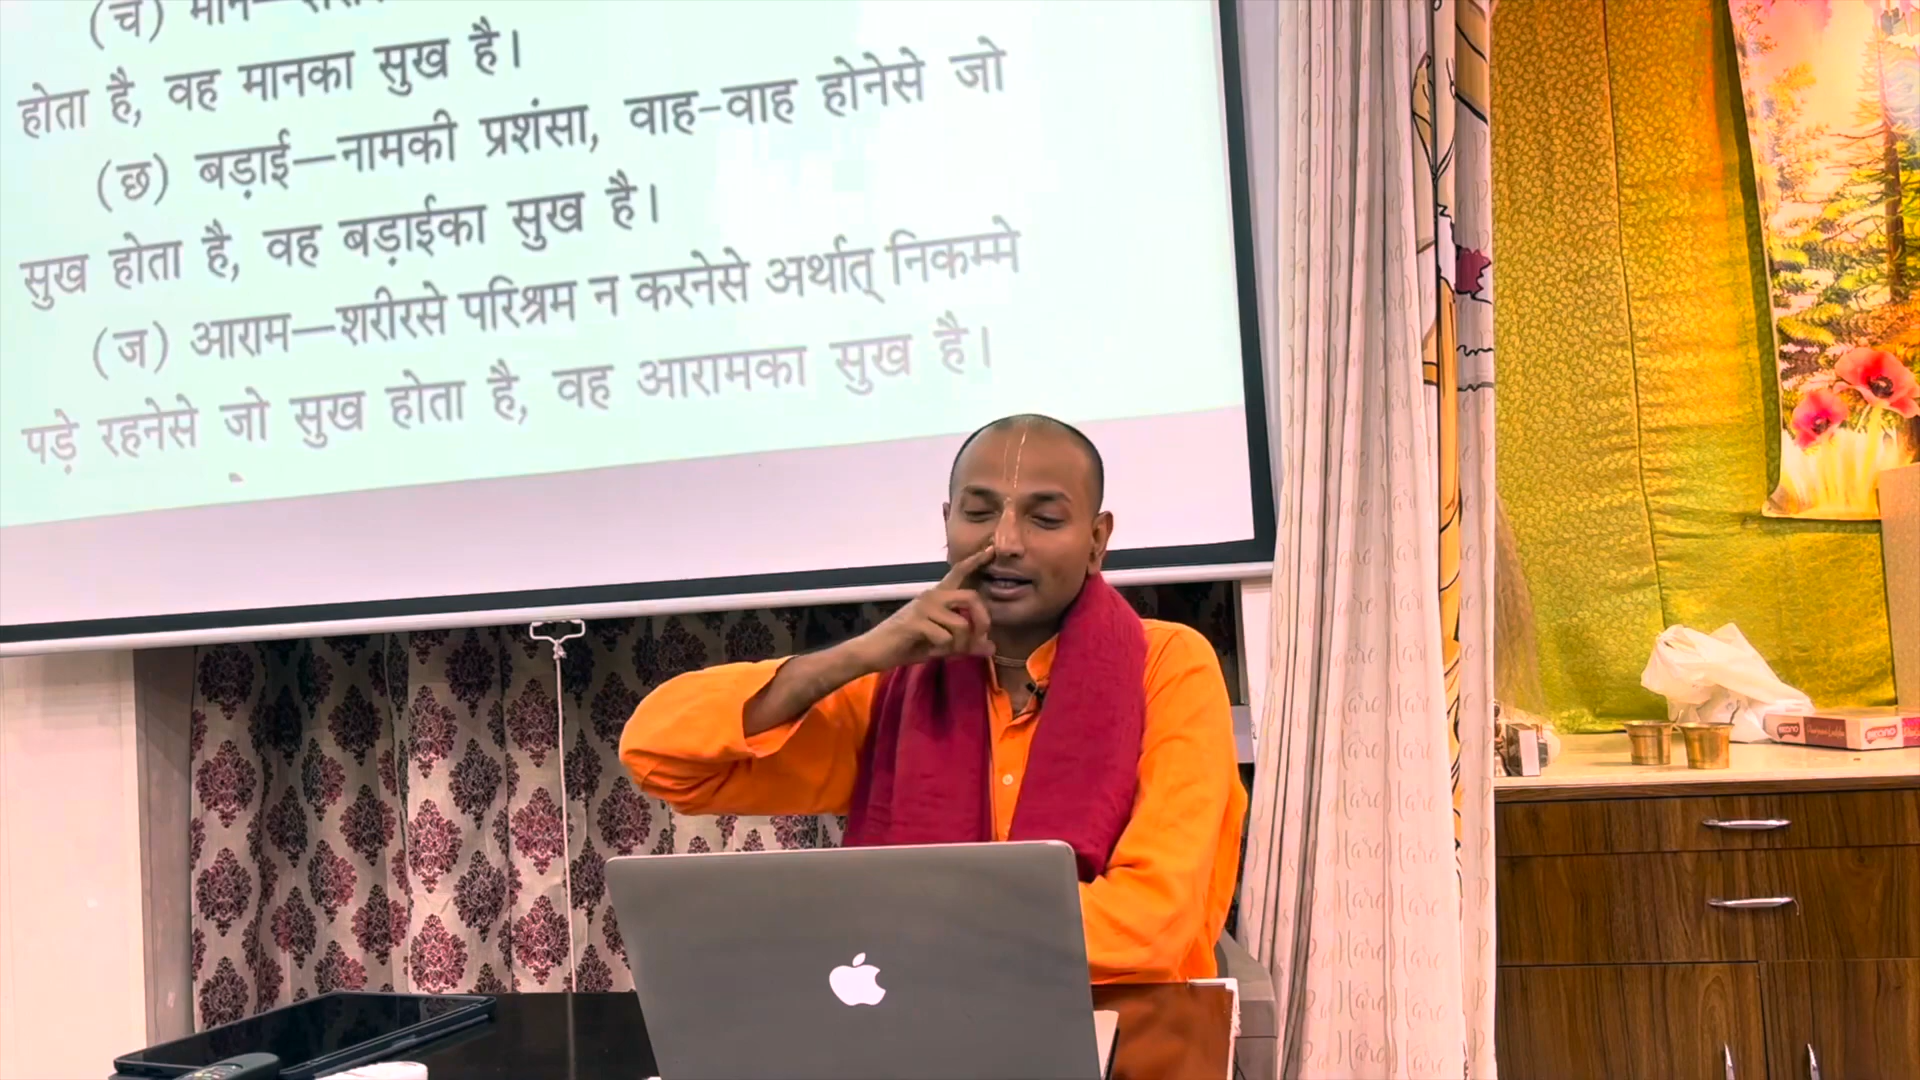 (च) मान—
होता है, वह मानका सुख है।
(छ) बड़ाई—नामकी प्रशंसा, वाह-वाह होनेसे जो
सुख होता है, वह बड़ाईका सुख है।
(ज) आराम—शरीरसे परिश्रम न करनेसे अर्थात् निकम्मे
पड़े रहनेसे जो सुख होता है, वह आरामका सुख है।